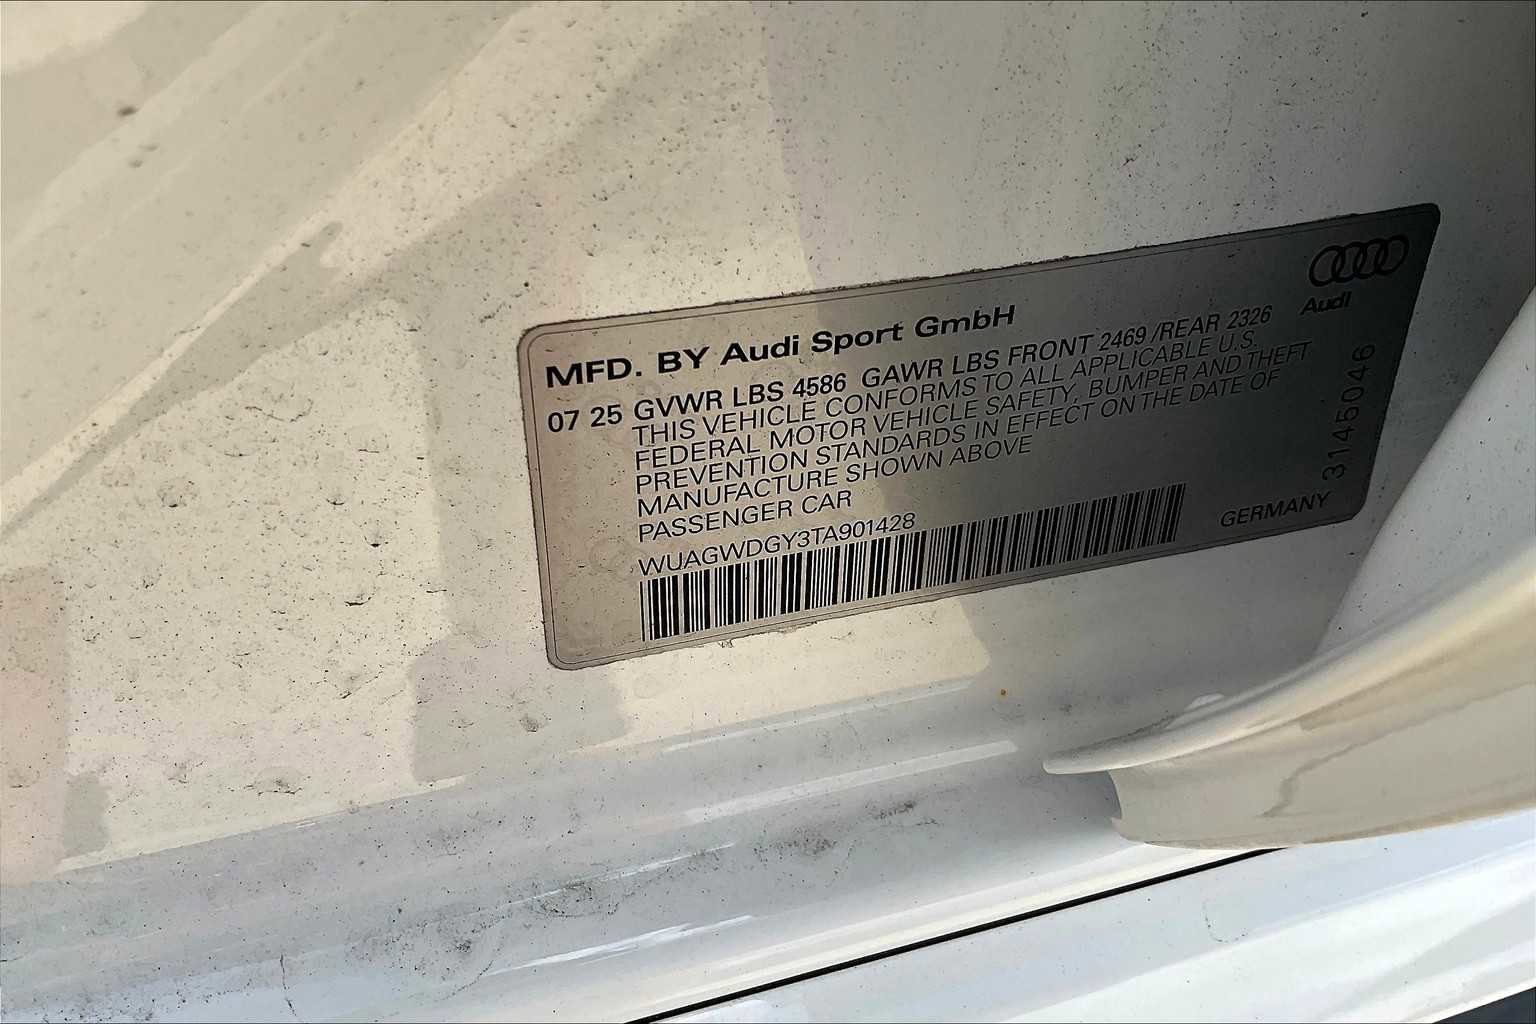 Audi
MFD. BY Audi Sport GmbH
07 25 GVWR LBS 4586 GAWR LBS FRONT 2469 /REAR 2326
THIS VEHICLE CONFORMS TO ALL APPLICABLE U.S.
FEDERAL MOTOR VEHICLE SAFETY, BUMPER AND THEFT
PREVENTION STANDARDS IN EFFECT ON THE DATE OF
MANUFACTURE SHOWN ABOVE
PASSENGER CAR
WUAGWDGY3TA901428
GERMANY
3145046